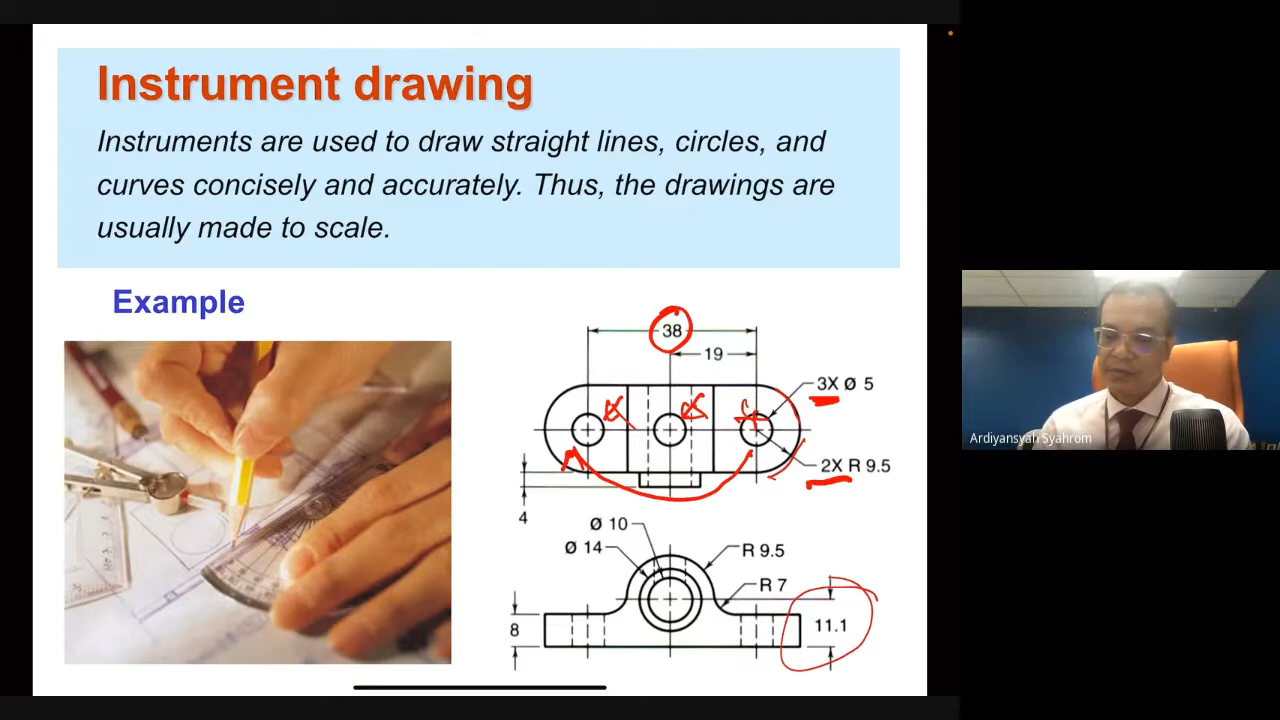 Instrument drawing
Instruments are used to draw straight lines, circles, and
curves concisely and accurately. Thus, the drawings are
usually made to scale.
Example
38
19
3X Ø 5
2X R 9.5
4
Ø 10
Ø 14
R 9.5
R 7
8
11.1
Ardiyansyah Syahrom